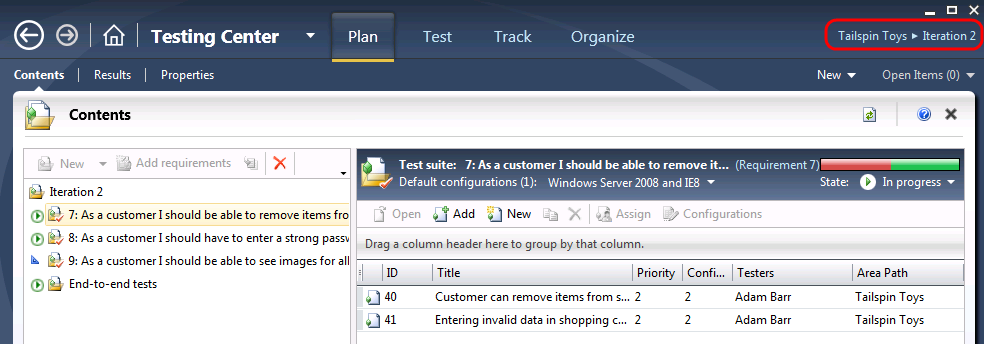 Testing Center Plan Test Track Organize Tailspin Toys ▸ Iteration 2
Contents Results Properties New Open Items (0)
Contents
New Add requirements
Iteration 2
7: As a customer I should be able to remove items fro
8: As a customer I should have to enter a strong passw
9: As a customer I should be able to see images for all
End-to-end tests
Test suite: 7: As a customer I should be able to remove it... (Requirement 7)
Default configurations (1): Windows Server 2008 and IE8 State: In progress
Open Add New Assign Configurations
Drag a column header here to group by that column.
ID Title Priority Confi... Testers Area Path
40 Customer can remove items from s... 2 2 Adam Barr Tailspin Toys
41 Entering invalid data in shopping c... 2 2 Adam Barr Tailspin Toys